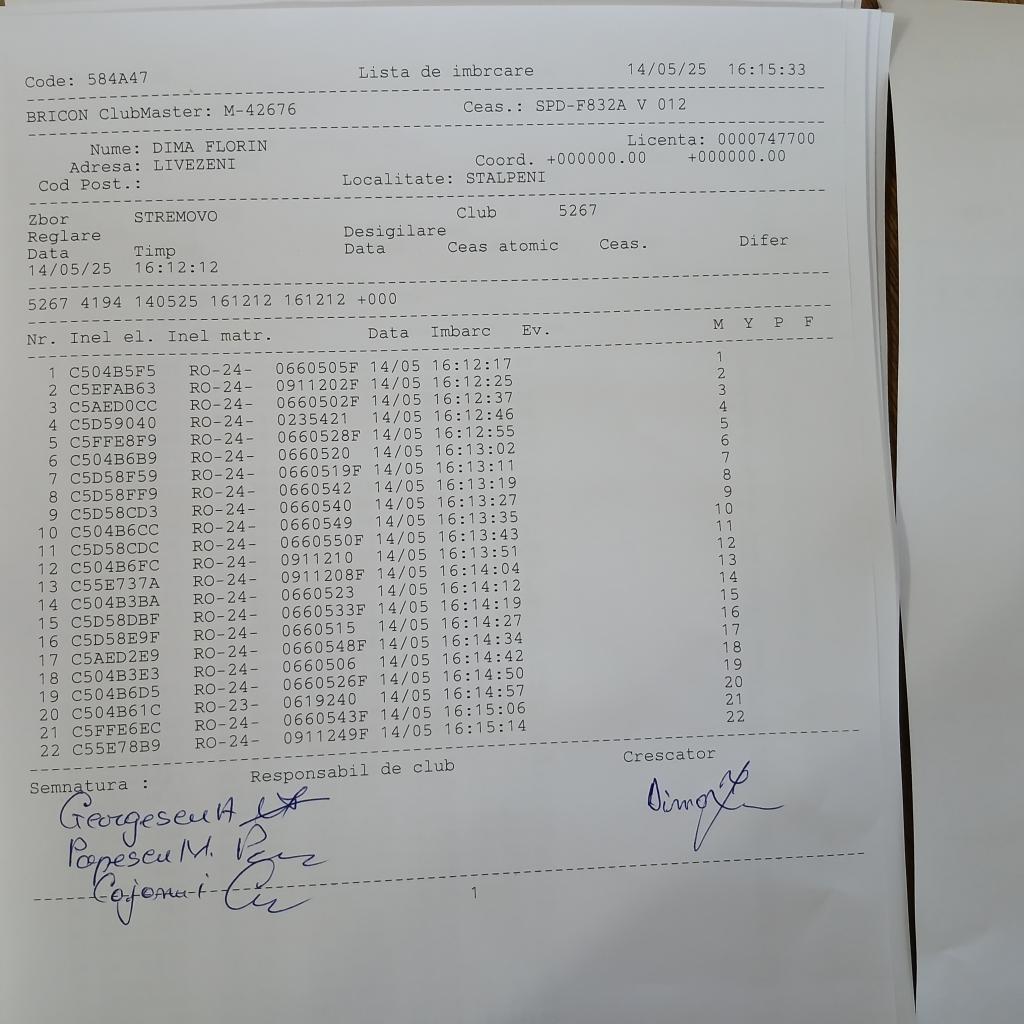 Code: 584A47 Lista de imbrcare 14/05/25 16:15:33
BRICON ClubMaster: M-42676 Ceas.: SPD-F832A V 012
Nume: DIMA FLORIN Licenta: 0000747700
Adresa: LIVEZENI Coord. +000000.00 +000000.00
Cod Post.: Localitate: STALPENI
Zbor STREMOVO Club 5267
Reglare Desigilare
Data Timp Data Ceas atomic Ceas. Difer
14/05/25 16:12:12
5267 4194 140525 161212 161212 +000
Nr. Inel el. Inel matr. Data Imbarc Ev. M Y P F
1 C504B5F5 RO-24- 0660505F 14/05 16:12:17 1
2 C5EFAB63 RO-24- 0911202F 14/05 16:12:25 2
3 C5AED0CC RO-24- 0660502F 14/05 16:12:37 3
4 C5D59040 RO-24- 0235421 14/05 16:12:46 4
5 C5FFE8F9 RO-24- 0660528F 14/05 16:12:55 5
6 C504B6B9 RO-24- 0660520 14/05 16:13:02 6
7 C5D58F59 RO-24- 0660519F 14/05 16:13:11 7
8 C5D58FF9 RO-24- 0660542 14/05 16:13:19 8
9 C5D58CD3 RO-24- 0660540 14/05 16:13:27 9
10 C504B6CC RO-24- 0660549 14/05 16:13:35 10
11 C5D58CDC RO-24- 0660550F 14/05 16:13:43 11
12 C504B6FC RO-24- 0911210 14/05 16:13:51 12
13 C55E737A RO-24- 0911208F 14/05 16:14:04 13
14 C504B3BA RO-24- 0660523 14/05 16:14:12 14
15 C5D58DBF RO-24- 0660533F 14/05 16:14:19 15
16 C5D58E9F RO-24- 0660515 14/05 16:14:27 16
17 C5AED2E9 RO-24- 0660548F 14/05 16:14:34 17
18 C504B3E3 RO-24- 0660506 14/05 16:14:42 18
19 C504B6D5 RO-24- 0660526F 14/05 16:14:50 19
20 C504B61C RO-23- 0619240 14/05 16:14:57 20
21 C5FFE6EC RO-24- 0660543F 14/05 16:15:06 21
22 C55E78B9 RO-24- 0911249F 14/05 16:15:14 22
Semnatura : Responsabil de club Crescator
Georgescu A
Popescu M.
1